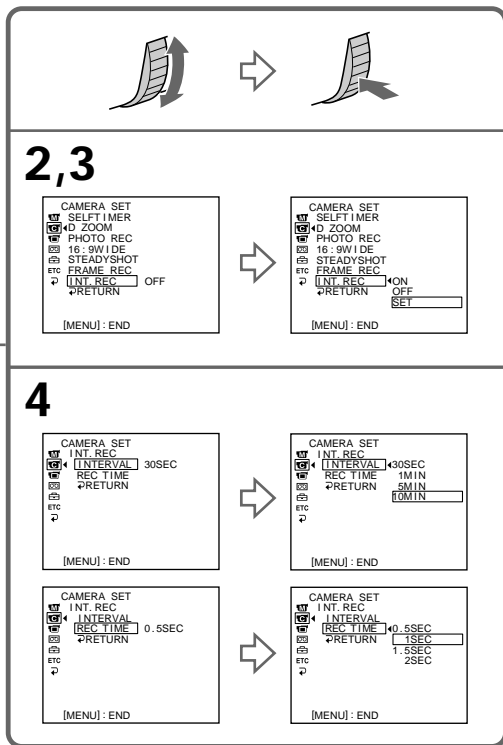 2,3
CAMERA SET
SELFTIMER
D ZOOM
PHOTO REC
16:9WIDE
STEADYSHOT
ETC FRAME REC
INT. REC OFF
RETURN
[MENU] : END
CAMERA SET
SELFTIMER
D ZOOM
PHOTO REC
16:9WIDE
STEADYSHOT
ETC FRAME REC
INT. REC ON
RETURN OFF
SET
[MENU] : END
4
CAMERA SET
INT. REC
INTERVAL 30SEC
REC TIME
RETURN
ETC
[MENU] : END
CAMERA SET
INT. REC
INTERVAL 30SEC
REC TIME 1MIN
RETURN 5MIN
10MIN
ETC
[MENU] : END
CAMERA SET
INT. REC
INTERVAL
REC TIME 0.5SEC
RETURN
ETC
[MENU] : END
CAMERA SET
INT. REC
INTERVAL
REC TIME 0.5SEC
RETURN 1SEC
1.5SEC
ETC 2SEC
[MENU] : END